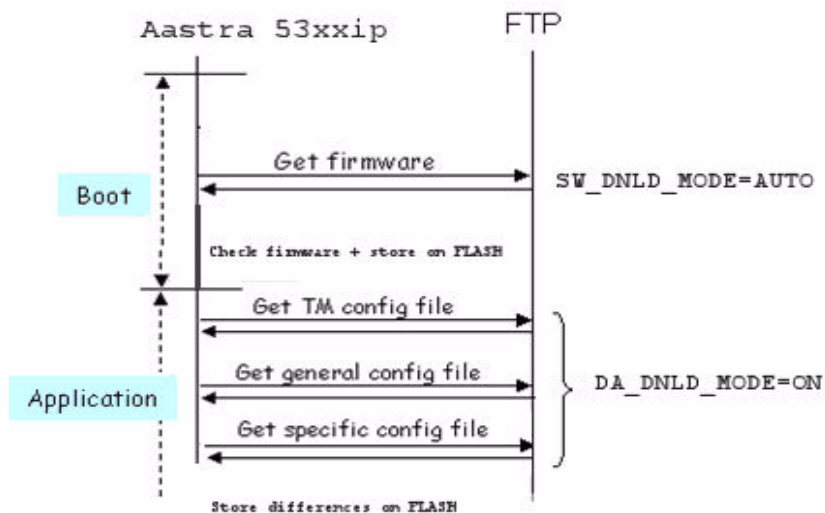 Aastra 53xxip
FTP
Get firmware
SW_DNLD_MODE=AUTO
Boot
Check firmware + store on FLASH
Get TM config file
Get general config file
DA_DNLD_MODE=ON
Application
Get specific config file
Store differences on FLASH